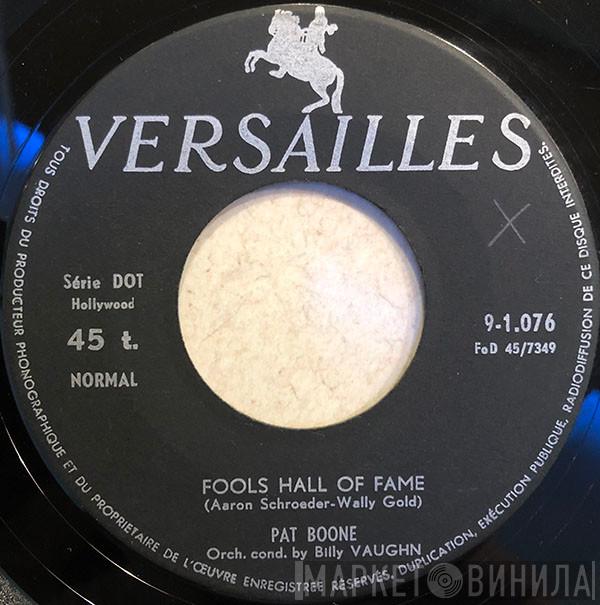 VERSAILLES
Série DOT
Hollywood
45 t.
NORMAL
9-1.076
FoD 45/7349
FOOLS HALL OF FAME
(Aaron Schroeder-Wally Gold)
PAT BOONE
Orch. cond. by Billy VAUGHN
TOUS DROITS DU PRODUCTEUR PHONOGRAPHIQUE ET DU PROPRIETAIRE DE L'ŒUVRE ENREGISTREE RÉSERVÉS, DUPLICATION, EXÉCUTION PUBLIQUE, RADIODIFFUSION DE CE DISQUE INTERDITES.
МАРКЕТ ВИНИЛА